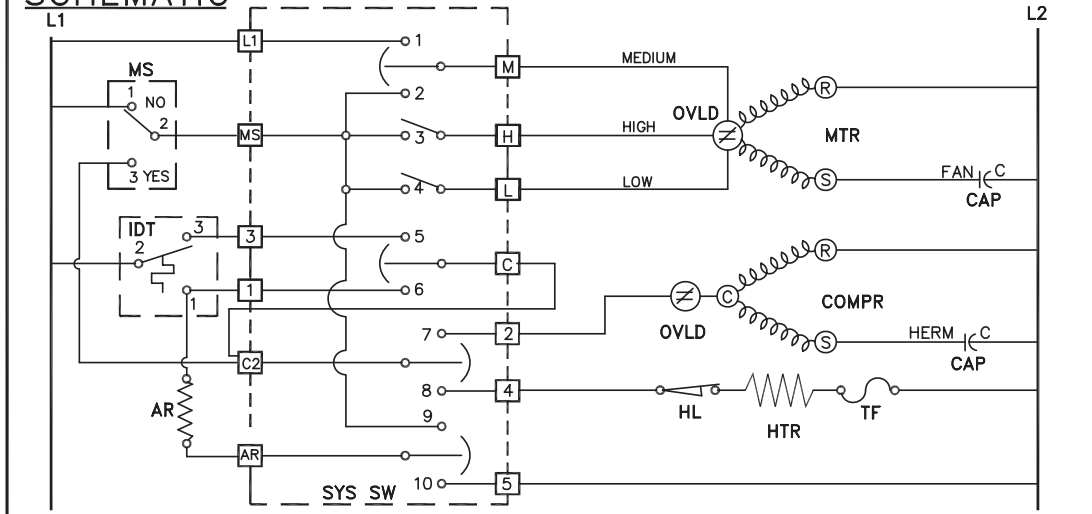 SCHEMATIC
L1
L2
L1
1
M
MEDIUM
MS
1
NO
2
2
3 YES
MS
3
H
HIGH
OVLD
R
MTR
4
L
LOW
S
FAN
C
CAP
IDT
3
2
1
3
5
C
1
6
R
C
COMPR
OVLD
S
HERM
C
CAP
7
2
C2
8
4
HL
HTR
TF
AR
9
AR
10
5
SYS SW